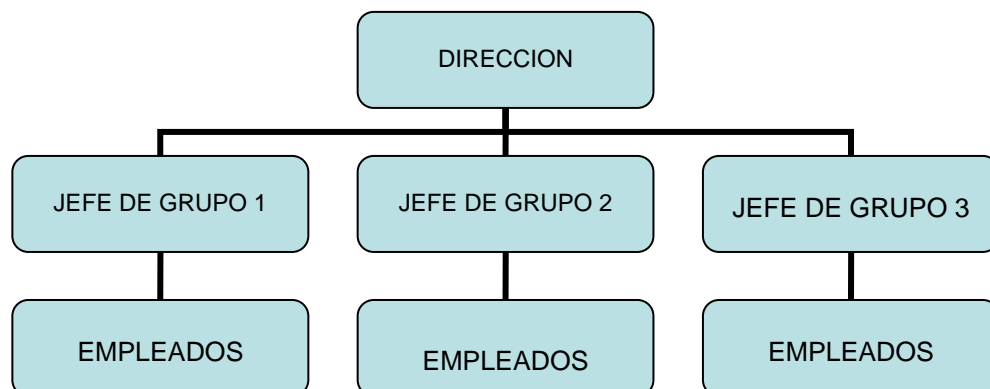 DIRECCION
JEFE DE GRUPO 1
JEFE DE GRUPO 2
JEFE DE GRUPO 3
EMPLEADOS
EMPLEADOS
EMPLEADOS